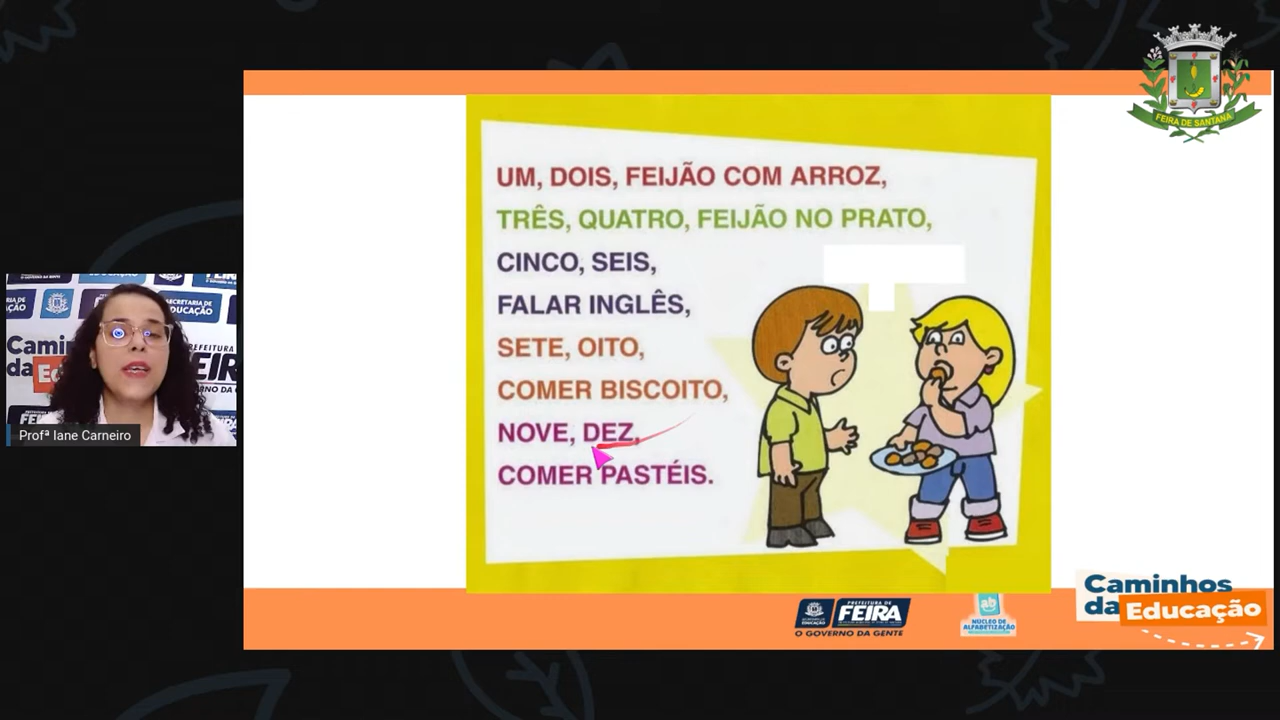 FEIRA DE SANTANA
UM, DOIS, FEIJÃO COM ARROZ,
TRÊS, QUATRO, FEIJÃO NO PRATO,
CINCO, SEIS,
FALAR INGLÊS,
SETE, OITO,
COMER BISCOITO,
NOVE, DEZ,
COMER PASTÉIS.
Profª Iane Carneiro
PREFEITURA DE
FEIRA
O GOVERNO DA GENTE
ab
NÚCLEO DE
ALFABETIZAÇÃO
Caminhos
da Educação